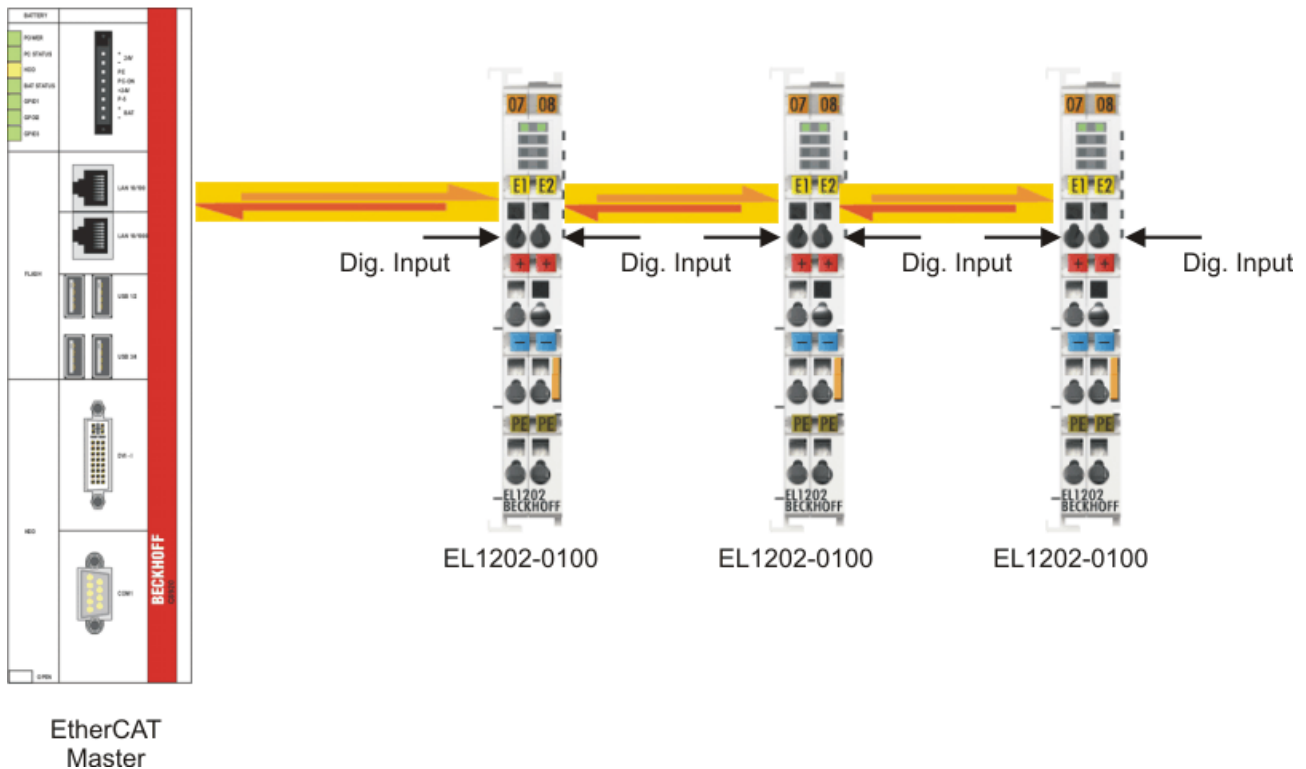 BATTERY
POWER
PC STATUS
HDD
BAT STATUS
GPIO1
GPIO2
GPIO3
+
24V
-
PE
PC-ON
+
BAT
-
LAN 10/100
LAN 10/1000
FLASH
USB 1/2
USB 3/4
DVI - I
HDD
COM1
OPEN
BECKHOFF
07 08
E1 E2
+ +
- -
PE PE
EL1202
BECKHOFF
07 08
E1 E2
+ +
- -
PE PE
EL1202
BECKHOFF
07 08
E1 E2
+ +
- -
PE PE
EL1202
BECKHOFF
Dig. Input Dig. Input Dig. Input Dig. Input
EL1202-0100 EL1202-0100 EL1202-0100
EtherCAT
Master